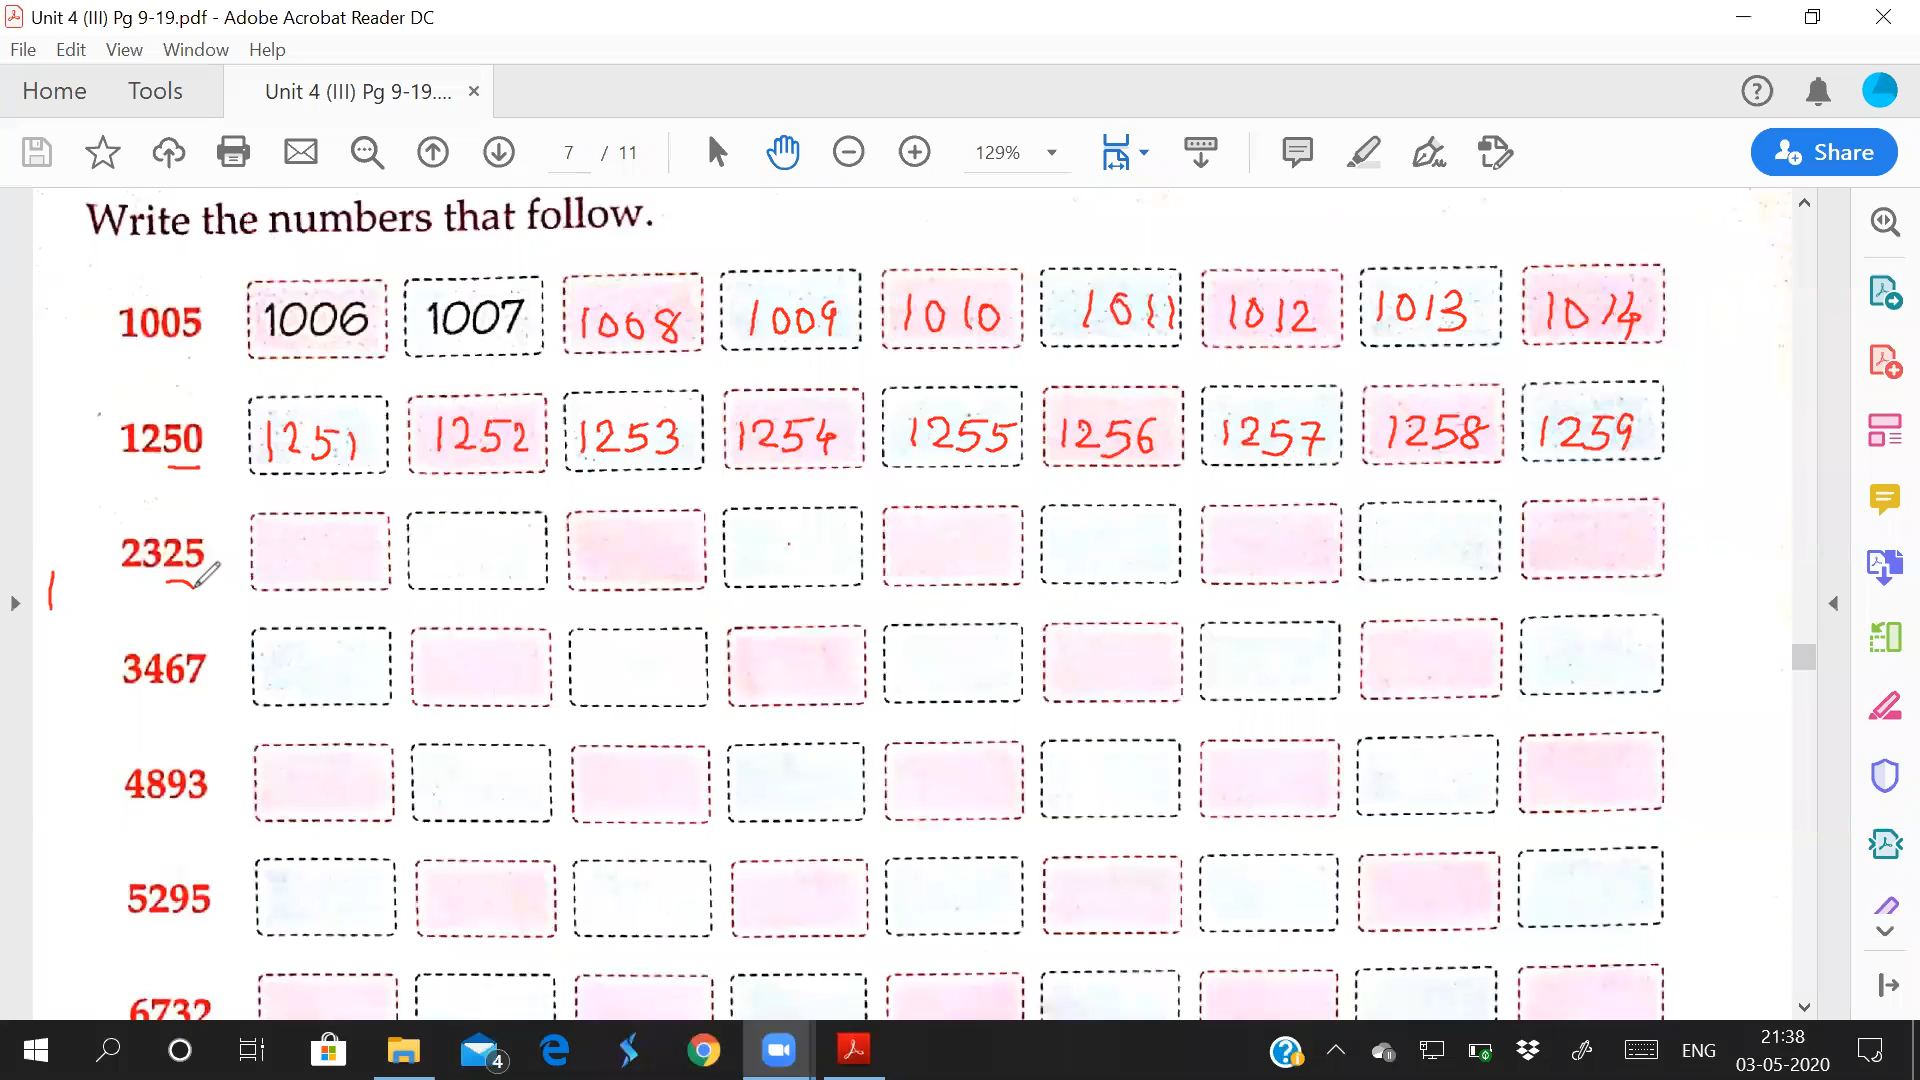 Unit 4 (III) Pg 9-19.pdf - Adobe Acrobat Reader DC
File Edit View Window Help
Home Tools Unit 4 (III) Pg 9-19.... ×
7 / 11 129% Share
Write the numbers that follow.
1005 1006 1007 1008 1009 1010 1011 1012 1013 1014
1250 1251 1252 1253 1254 1255 1256 1257 1258 1259
2325
3467
4893
5295
6732
4 ENG 21:38
03-05-2020